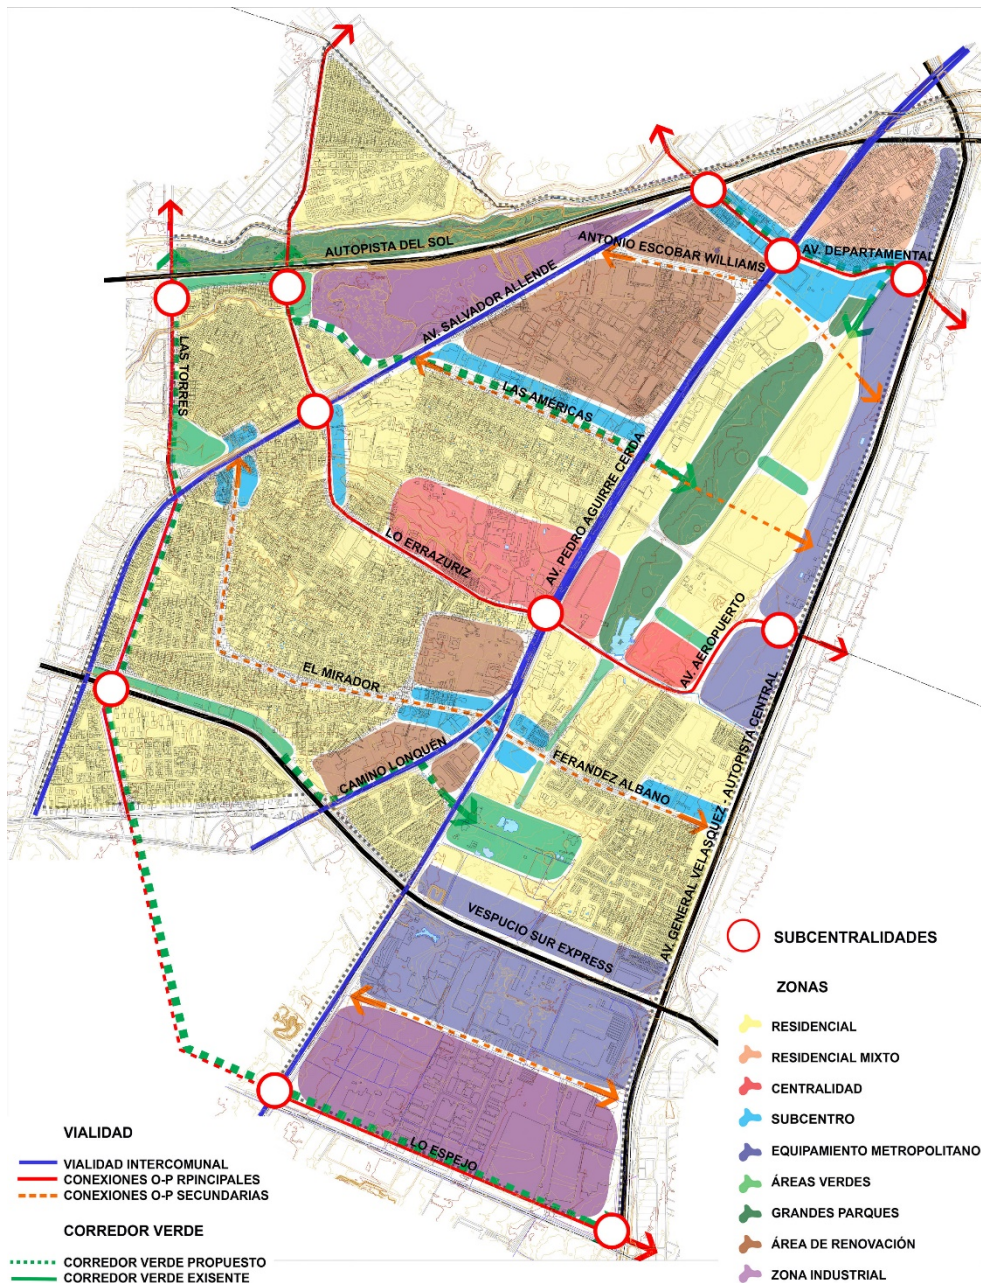 AUTOPISTA DEL SOL
ANTONIO ESCOBAR WILLIAMS
AV. DEPARTAMENTAL
AV. SALVADOR ALLENDE
LAS TORRES
LAS AMÉRICAS
AV. PEDRO AGUIRRE CERDA
LO ERRAZURIZ
AV. AEROPUERTO
EL MIRADOR
CAMINO LONQUÉN
FERANDEZ ALBANO
AV. GENERAL VELASQUEZ - AUTOPISTA CENTRAL
VESPUCIO SUR EXPRESS
LO ESPEJO
SUBCENTRALIDADES
ZONAS
RESIDENCIAL
RESIDENCIAL MIXTO
CENTRALIDAD
SUBCENTRO
EQUIPAMIENTO METROPOLITANO
ÁREAS VERDES
GRANDES PARQUES
ÁREA DE RENOVACIÓN
ZONA INDUSTRIAL
VIALIDAD
VIALIDAD INTERCOMUNAL
CONEXIONES O-P RPINCIPALES
CONEXIONES O-P SECUNDARIAS
CORREDOR VERDE
CORREDOR VERDE PROPUESTO
CORREDOR VERDE EXISENTE